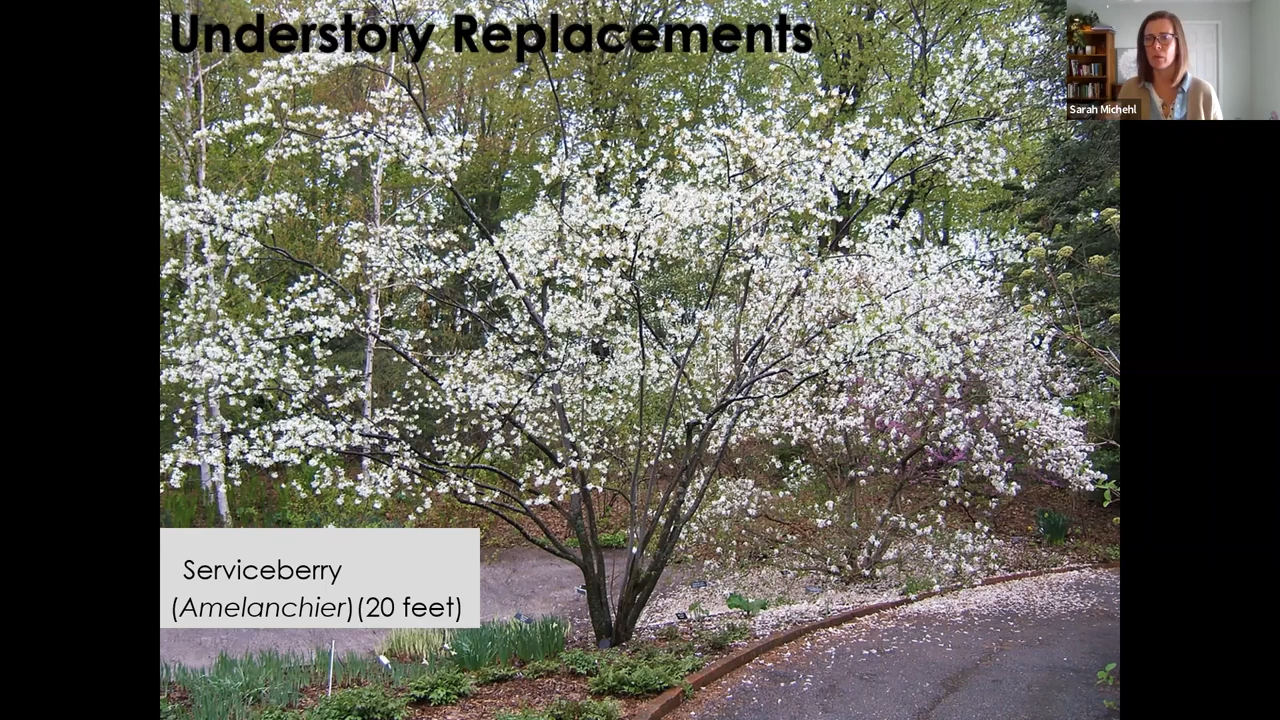 Understory Replacements
Sarah Michehl
Serviceberry
(Amelanchier)(20 feet)